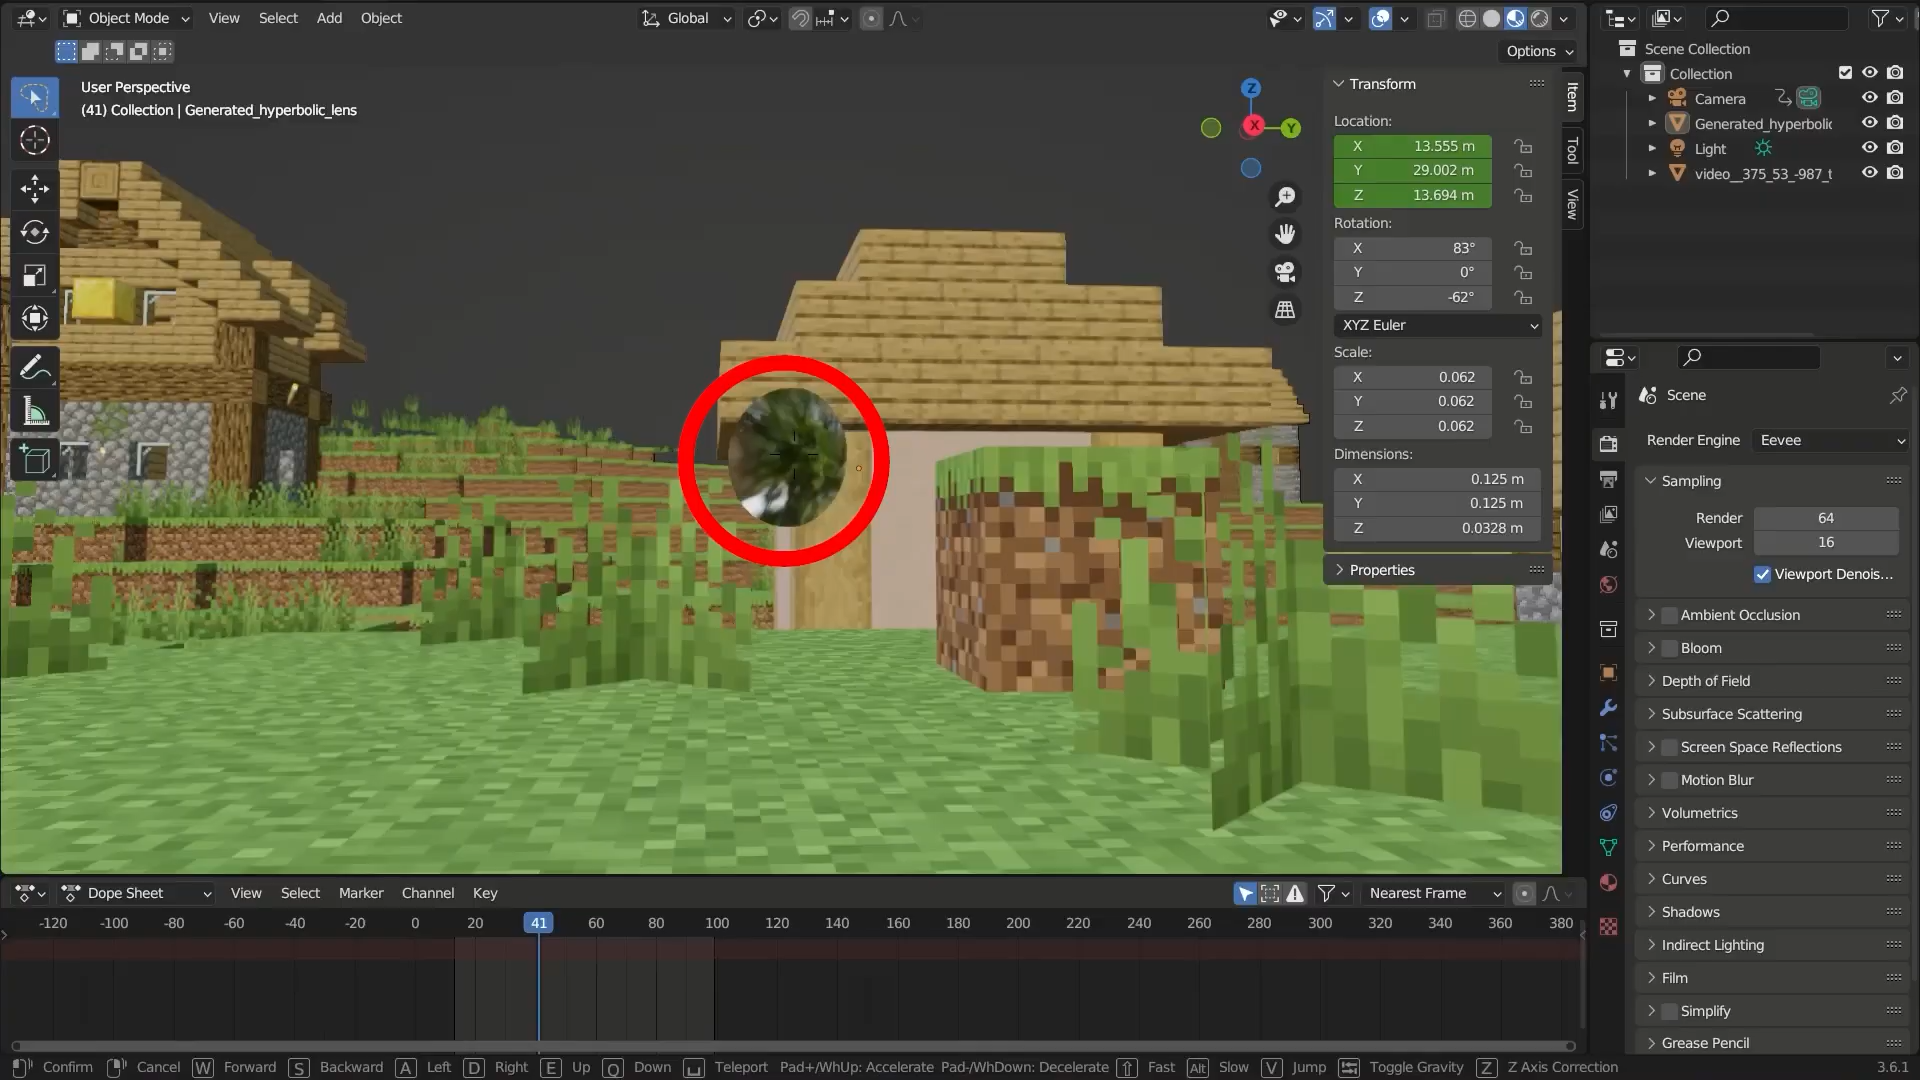 Object Mode View Select Add Object Global
Options
User Perspective
(41) Collection | Generated_hyperbolic_lens
Z
X Y
Transform
Location:
X 13.555 m
Y 29.002 m
Z 13.694 m
Rotation:
X 83°
Y 0°
Z -62°
XYZ Euler
Scale:
X 0.062
Y 0.062
Z 0.062
Dimensions:
X 0.125 m
Y 0.125 m
Z 0.0328 m
Properties
Item
Tool
View
Scene Collection
Collection
Camera
Generated_hyperbolic
Light
video__375_53_-987_t
Scene
Render Engine Eevee
Sampling
Render 64
Viewport 16
Viewport Denois...
Ambient Occlusion
Bloom
Depth of Field
Subsurface Scattering
Screen Space Reflections
Motion Blur
Volumetrics
Performance
Curves
Shadows
Indirect Lighting
Film
Simplify
Grease Pencil
Dope Sheet View Select Marker Channel Key Nearest Frame
-120 -100 -80 -60 -40 -20 0 20 41 60 80 100 120 140 160 180 200 220 240 260 280 300 320 340 360 380
Confirm Cancel W Forward S Backward A Left D Right E Up Q Down Teleport Pad+/WhUp: Accelerate Pad-/WhDown: Decelerate Fast Alt Slow V Jump Toggle Gravity Z Z Axis Correction 3.6.1